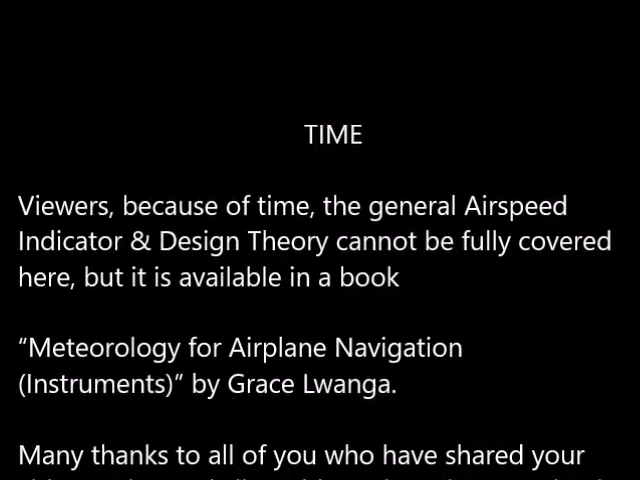 TIME
Viewers, because of time, the general Airspeed
Indicator & Design Theory cannot be fully covered
here, but it is available in a book
“Meteorology for Airplane Navigation
(Instruments)” by Grace Lwanga.
Many thanks to all of you who have shared your